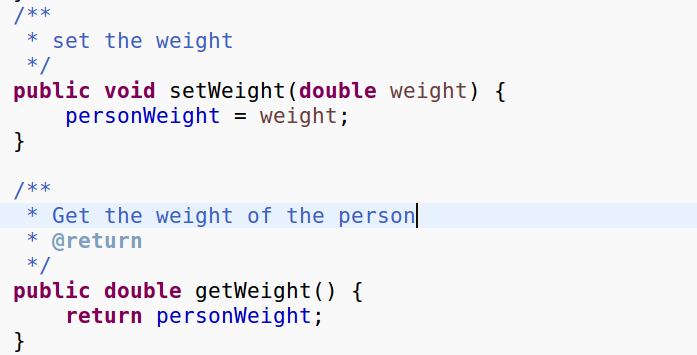 /**
 * set the weight
 */
public void setWeight(double weight) {
    personWeight = weight;
}

/**
 * Get the weight of the person
 * @return
 */
public double getWeight() {
    return personWeight;
}